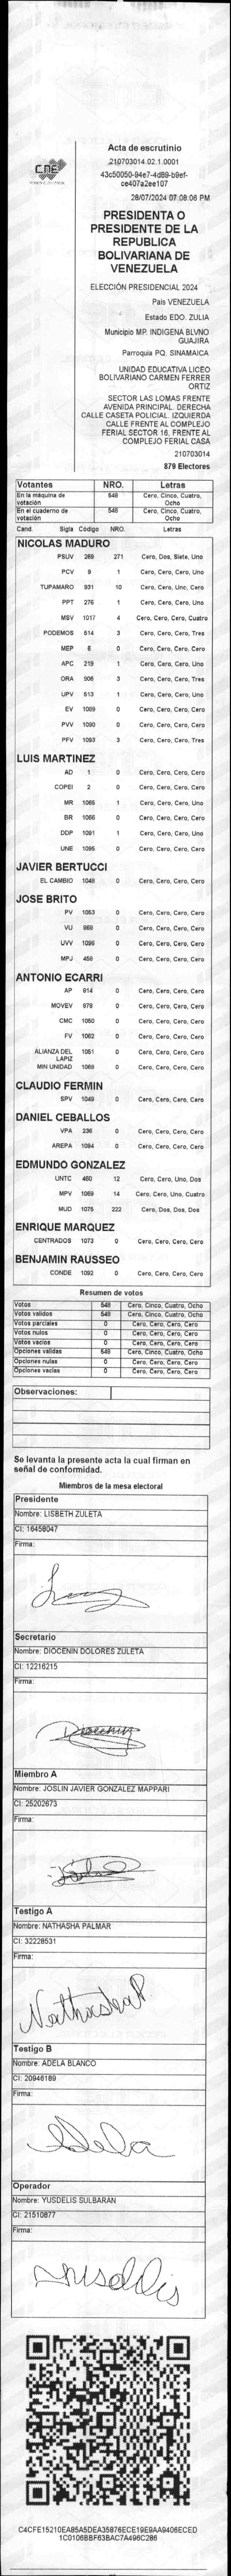 CNE
Acta de escrutinio
210703014.02.1.0001
43c50050-94e7-4d89-b9ef-
ce407a2ee107
28/07/2024 07:08:06 PM
PRESIDENTA O
PRESIDENTE DE LA
REPUBLICA
BOLIVARIANA DE
VENEZUELA
ELECCIÓN PRESIDENCIAL 2024
País VENEZUELA
Estado EDO. ZULIA
Municipio MP. INDIGENA BLVNO
GUAJIRA
Parroquia PQ. SINAMAICA
UNIDAD EDUCATIVA LICEO
BOLIVARIANO CARMEN FERRER
ORTIZ
SECTOR LAS LOMAS FRENTE
AVENIDA PRINCIPAL. DERECHA
CALLE CASETA POLICIAL. IZQUIERDA
CALLE FRENTE AL COMPLEJO
FERIAL SECTOR 16, FRENTE AL
COMPLEJO FERIAL CASA
210703014
879 Electores
Votantes NRO. Letras
En la máquina de votación 548 Cero, Cinco, Cuatro, Ocho
En el cuaderno de votación 548 Cero, Cinco, Cuatro, Ocho
Cand. Sigla Código NRO. Letras
NICOLAS MADURO
PSUV 269 271 Cero, Dos, Siete, Uno
PCV 9 1 Cero, Cero, Cero, Uno
TUPAMARO 931 10 Cero, Cero, Uno, Cero
PPT 276 1 Cero, Cero, Cero, Uno
MSV 1017 4 Cero, Cero, Cero, Cuatro
PODEMOS 514 3 Cero, Cero, Cero, Tres
MEP 6 0 Cero, Cero, Cero, Cero
APC 219 1 Cero, Cero, Cero, Uno
ORA 906 3 Cero, Cero, Cero, Tres
UPV 613 1 Cero, Cero, Cero, Uno
EV 1089 0 Cero, Cero, Cero, Cero
PVV 1090 0 Cero, Cero, Cero, Cero
PFV 1093 3 Cero, Cero, Cero, Tres
LUIS MARTINEZ
AD 1 0 Cero, Cero, Cero, Cero
COPEI 2 0 Cero, Cero, Cero, Cero
MR 1065 1 Cero, Cero, Cero, Uno
BR 1066 0 Cero, Cero, Cero, Cero
DDP 1091 1 Cero, Cero, Cero, Uno
UNE 1095 0 Cero, Cero, Cero, Cero
JAVIER BERTUCCI
EL CAMBIO 1048 0 Cero, Cero, Cero, Cero
JOSE BRITO
PV 1053 0 Cero, Cero, Cero, Cero
VU 868 0 Cero, Cero, Cero, Cero
UVV 1096 0 Cero, Cero, Cero, Cero
MPJ 458 0 Cero, Cero, Cero, Cero
ANTONIO ECARRI
AP 814 0 Cero, Cero, Cero, Cero
MOVEV 878 0 Cero, Cero, Cero, Cero
CMC 1050 0 Cero, Cero, Cero, Cero
FV 1062 0 Cero, Cero, Cero, Cero
ALIANZA DEL LAPIZ 1051 0 Cero, Cero, Cero, Cero
MIN UNIDAD 1068 0 Cero, Cero, Cero, Cero
CLAUDIO FERMIN
SPV 1049 0 Cero, Cero, Cero, Cero
DANIEL CEBALLOS
VPA 236 0 Cero, Cero, Cero, Cero
AREPA 1094 0 Cero, Cero, Cero, Cero
EDMUNDO GONZALEZ
UNTC 460 12 Cero, Cero, Uno, Dos
MPV 1069 14 Cero, Cero, Uno, Cuatro
MUD 1075 222 Cero, Dos, Dos, Dos
ENRIQUE MARQUEZ
CENTRADOS 1073 0 Cero, Cero, Cero, Cero
BENJAMIN RAUSSEO
CONDE 1092 0 Cero, Cero, Cero, Cero
Resumen de votos
Votos 548 Cero, Cinco, Cuatro, Ocho
Votos validos 548 Cero, Cinco, Cuatro, Ocho
Votos parciales 0 Cero, Cero, Cero, Cero
Votos nulos 0 Cero, Cero, Cero, Cero
Votos vacios 0 Cero, Cero, Cero, Cero
Opciones validas 548 Cero, Cinco, Cuatro, Ocho
Opciones nulas 0 Cero, Cero, Cero, Cero
Opciones vacias 0 Cero, Cero, Cero, Cero
Observaciones:
Se levanta la presente acta la cual firman en
señal de conformidad.
Miembros de la mesa electoral
Presidente
Nombre: LISBETH ZULETA
CI: 16458047
Firma:
Secretario
Nombre: DIOCENIN DOLORES ZULETA
CI: 12216215
Firma:
Miembro A
Nombre: JOSLIN JAVIER GONZALEZ MAPPARI
CI: 25202673
Firma:
Testigo A
Nombre: NATHASHA PALMAR
CI: 32228531
Firma:
Testigo B
Nombre: ADELA BLANCO
CI: 20946189
Firma:
Adela
Operador
Nombre: YUSDELIS SULBARAN
CI: 21510877
Firma:
Yusdelis
C4CFE15210EA85A5DEA35876ECE19E9AA9406ECED
1C0106BBF63BAC7A496C286